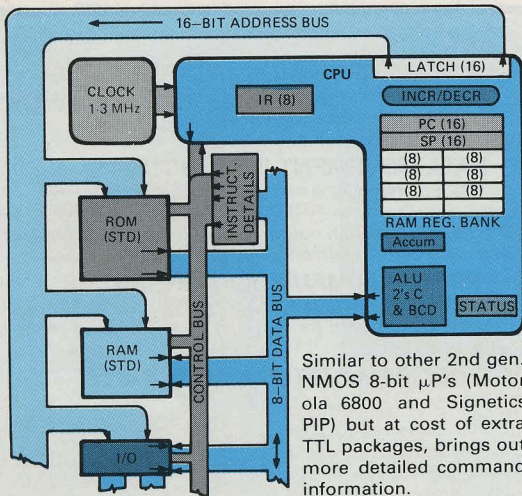 16–BIT ADDRESS BUS
LATCH (16)
CPU
CLOCK
1·3 MHz
IR (8)
INCR/DECR
PC (16)
SP (16)
(8) (8)
(8) (8)
(8) (8)
RAM REG. BANK
INSTRUCT.
DETAILS
ROM
(STD)
Accum
ALU
2's C
& BCD
STATUS
RAM
(STD)
CONTROL BUS
8–BIT DATA BUS
I/O
Similar to other 2nd gen.
NMOS 8-bit μP's (Motor
ola 6800 and Signetics
PIP) but at cost of extra
TTL packages, brings out
more detailed command
information.